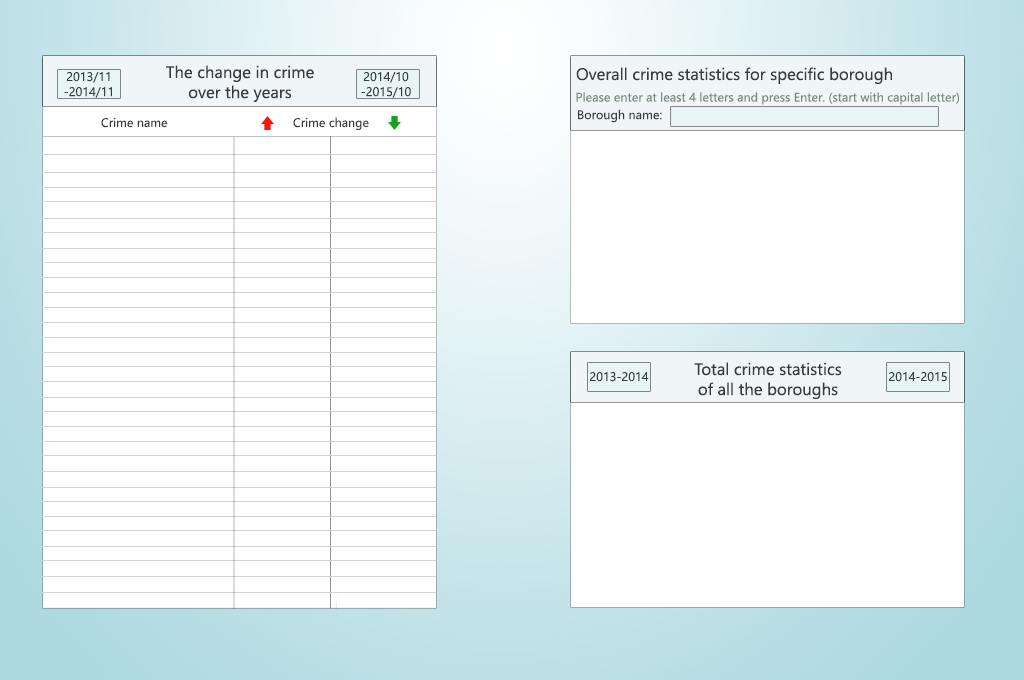 2013/11
-2014/11
The change in crime
over the years
2014/10
-2015/10
Crime name
Crime change
Overall crime statistics for specific borough
Please enter at least 4 letters and press Enter. (start with capital letter)
Borough name:
2013-2014
Total crime statistics
of all the boroughs
2014-2015